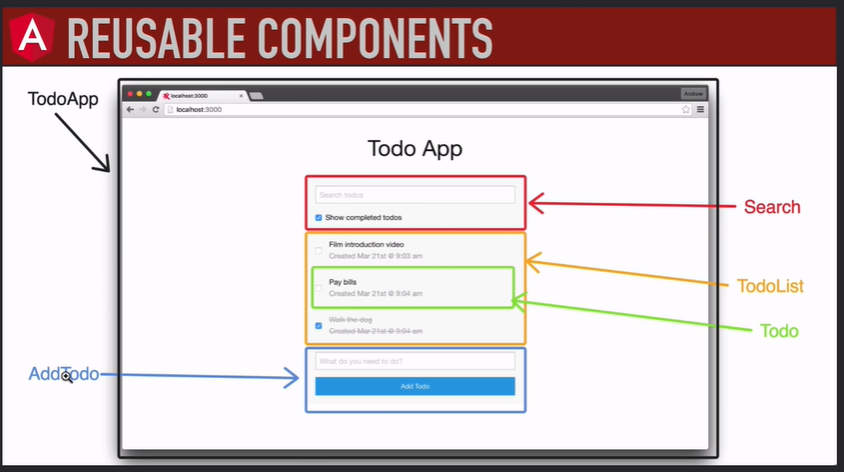 A REUSABLE COMPONENTS
TodoApp
localhost:3000
Andrew
localhost:3000
Todo App
Search todos
Show completed todos
Search
Film introduction video
Created Mar 21st @ 9:03 am
TodoList
Pay bills
Created Mar 21st @ 9:04 am
Todo
Walk the dog
Created Mar 21st @ 9:04 am
What do you need to do?
AddTodo
Add Todo